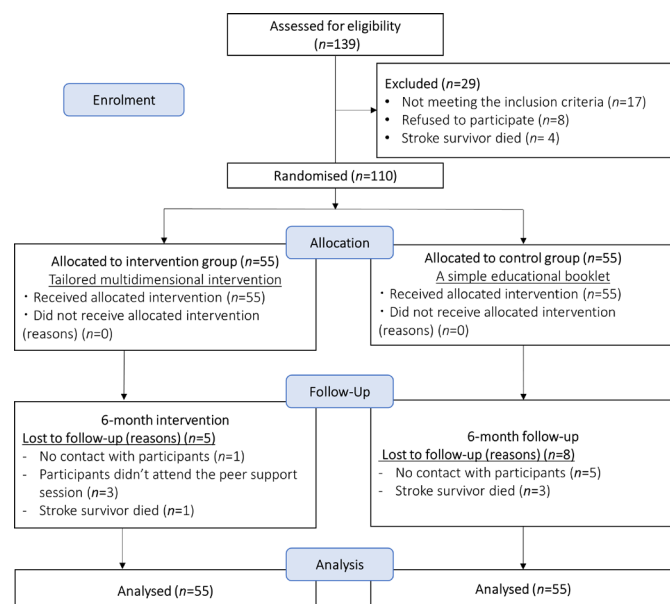 Assessed for eligibility
(n=139)
Enrolment
Excluded (n=29)
• Not meeting the inclusion criteria (n=17)
• Refused to participate (n=8)
• Stroke survivor died (n= 4)
Randomised (n=110)
Allocation
Allocated to intervention group (n=55)
Tailored multidimensional intervention
• Received allocated intervention (n=55)
• Did not receive allocated intervention
(reasons) (n=0)
Allocated to control group (n=55)
A simple educational booklet
• Received allocated intervention (n=55)
• Did not receive allocated intervention
(reasons) (n=0)
Follow-Up
6-month intervention
Lost to follow-up (reasons) (n=5)
- No contact with participants (n=1)
- Participants didn't attend the peer support
session (n=3)
- Stroke survivor died (n=1)
6-month follow-up
Lost to follow-up (reasons) (n=8)
- No contact with participants (n=5)
- Stroke survivor died (n=3)
Analysis
Analysed (n=55)
Analysed (n=55)